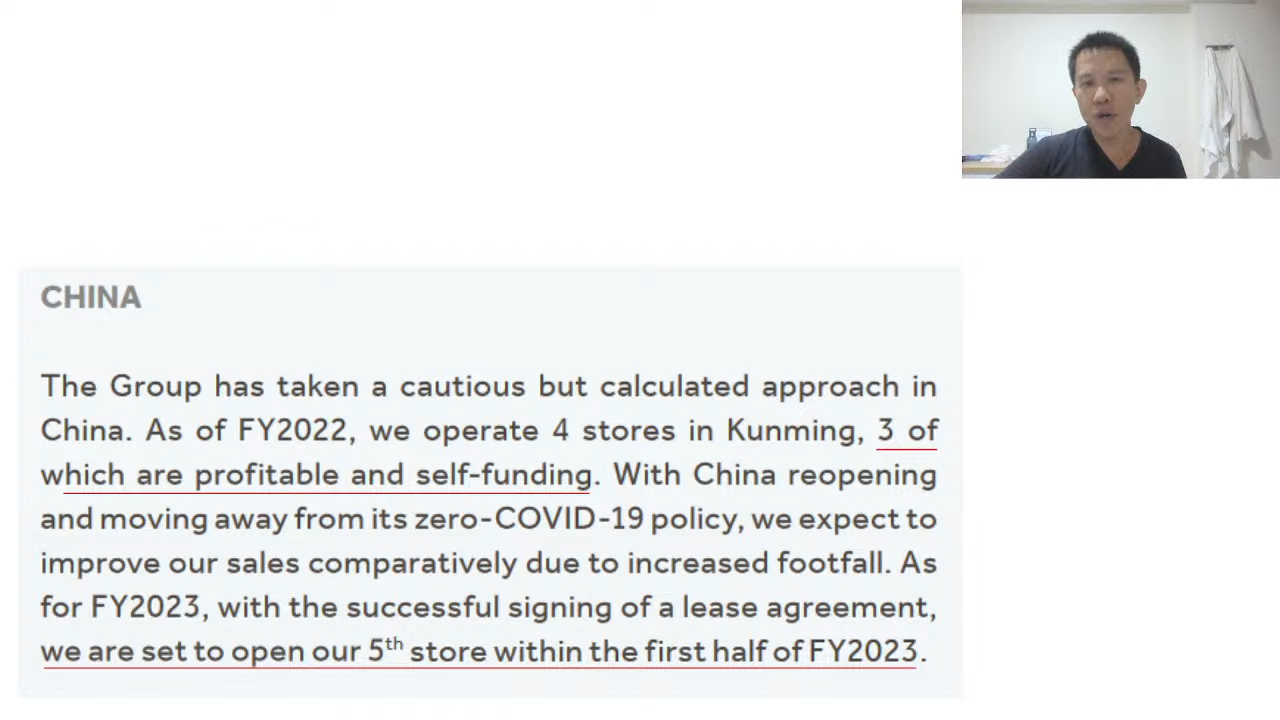 CHINA
The Group has taken a cautious but calculated approach in
China. As of FY2022, we operate 4 stores in Kunming, 3 of
which are profitable and self-funding. With China reopening
and moving away from its zero-COVID-19 policy, we expect to
improve our sales comparatively due to increased footfall. As
for FY2023, with the successful signing of a lease agreement,
we are set to open our 5th store within the first half of FY2023.